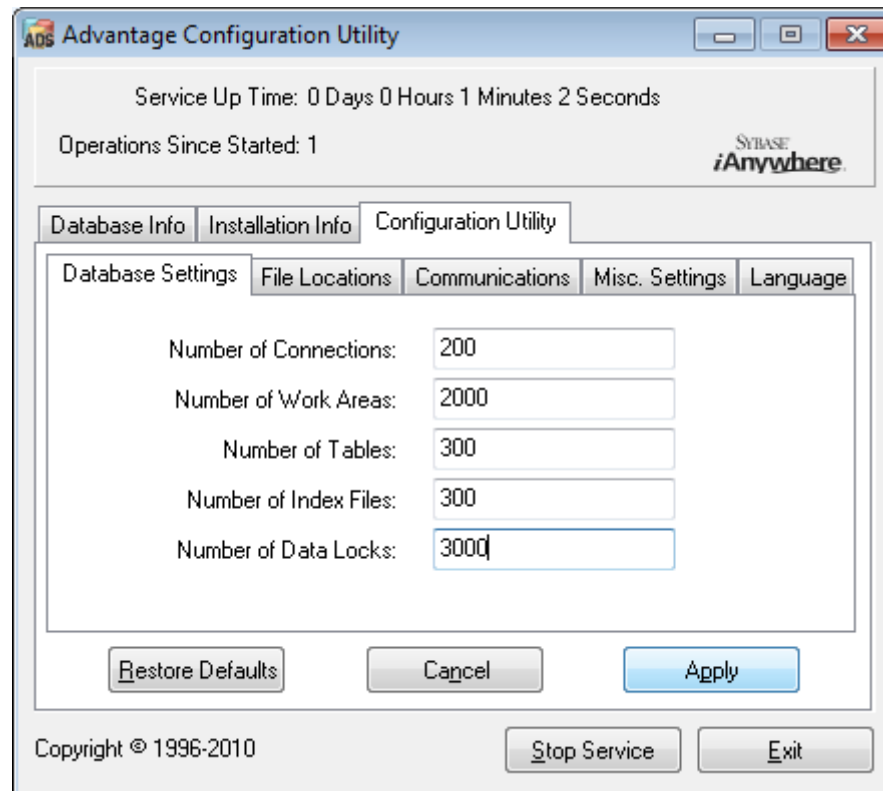 ADS Advantage Configuration Utility
Service Up Time: 0 Days 0 Hours 1 Minutes 2 Seconds
Operations Since Started: 1
SYBASE
iAnywhere.
Database Info Installation Info Configuration Utility
Database Settings File Locations Communications Misc. Settings Language
Number of Connections: 200
Number of Work Areas: 2000
Number of Tables: 300
Number of Index Files: 300
Number of Data Locks: 3000
Restore Defaults Cancel Apply
Copyright © 1996-2010 Stop Service Exit